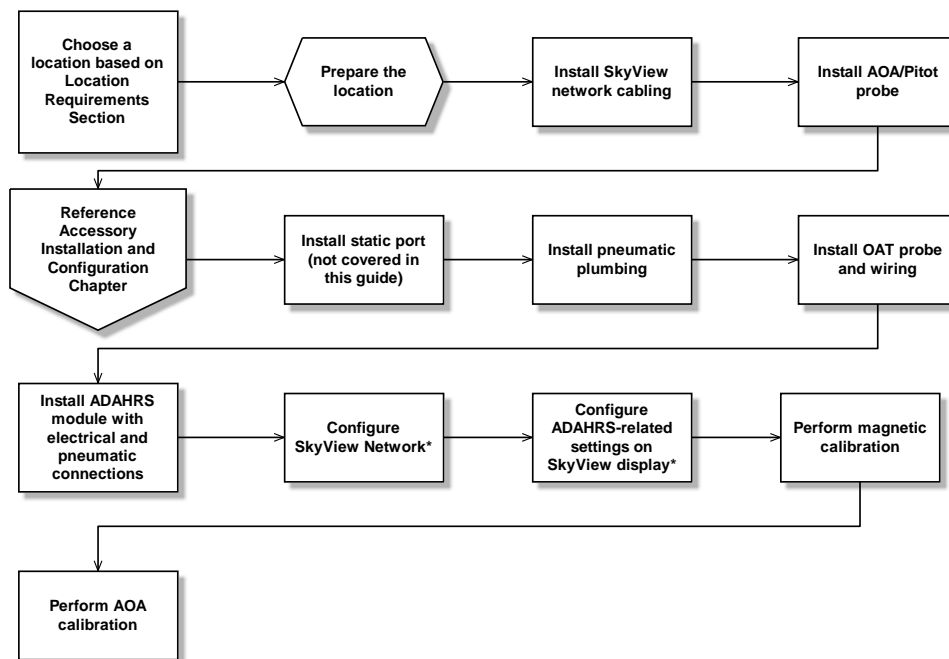 Choose a
location based on
Location
Requirements
Section
Prepare the
location
Install SkyView
network cabling
Install AOA/Pitot
probe
Reference
Accessory
Installation and
Configuration
Chapter
Install static port
(not covered in
this guide)
Install pneumatic
plumbing
Install OAT probe
and wiring
Install ADAHRS
module with
electrical and
pneumatic
connections
Configure
SkyView Network*
Configure
ADAHRS-related
settings on
SkyView display*
Perform magnetic
calibration
Perform AOA
calibration